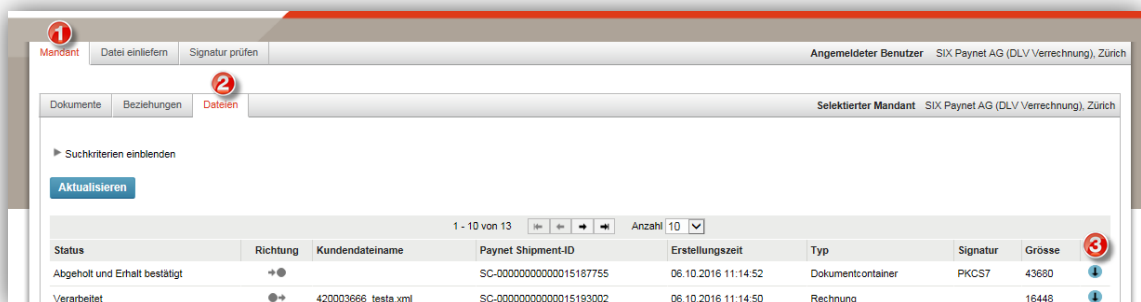 1
Mandant Datei einliefern Signatur prüfen Angemeldeter Benutzer SIX Paynet AG (DLV Verrechnung), Zürich
2
Dokumente Beziehungen Dateien Selektierter Mandant SIX Paynet AG (DLV Verrechnung), Zürich
Suchkriterien einblenden
Aktualisieren
1 - 10 von 13 Anzahl 10
3
Status Richtung Kundendateiname Paynet Shipment-ID Erstellungszeit Typ Signatur Grösse
Abgeholt und Erhalt bestätigt SC-00000000000015187755 06.10.2016 11:14:52 Dokumentcontainer PKCS7 43680
Verarbeitet 420003666_testa.xml SC-00000000000015193002 06.10.2016 11:14:50 Rechnung 16448